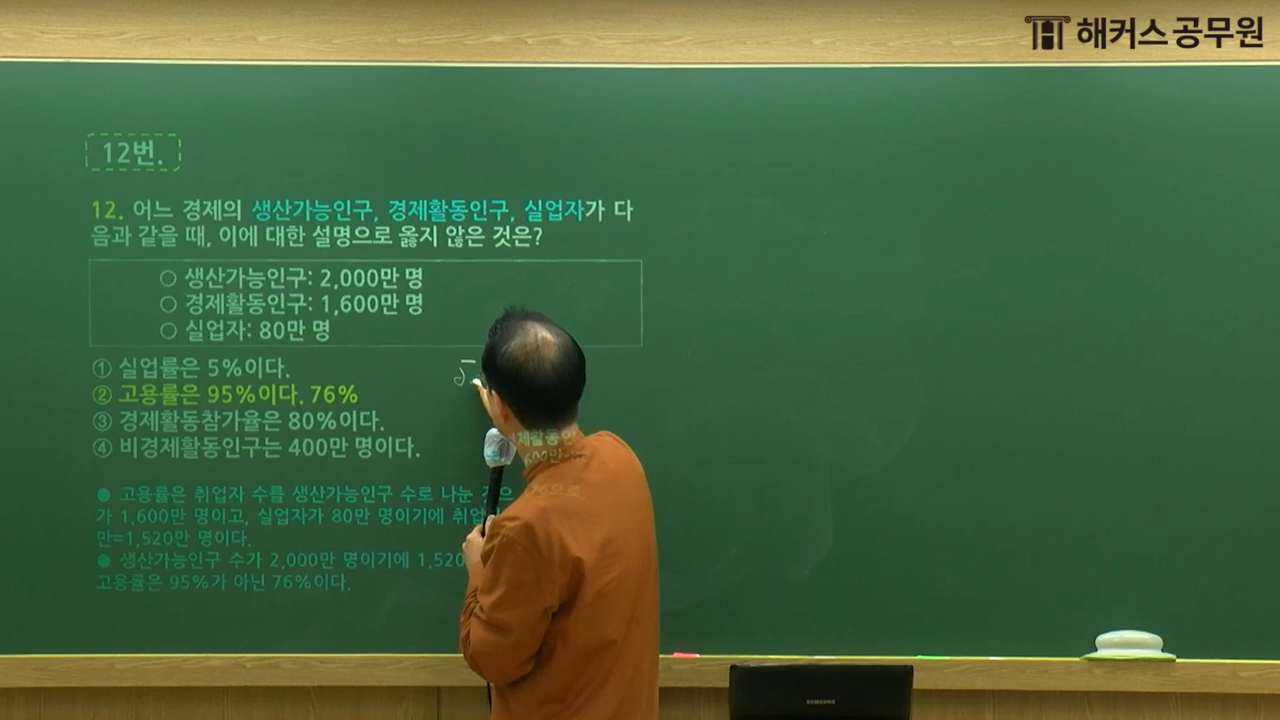 해커스공무원
12번.
12. 어느 경제의 생산가능인구, 경제활동인구, 실업자가 다
음과 같을 때, 이에 대한 설명으로 옳지 않은 것은?
○ 생산가능인구: 2,000만 명
○ 경제활동인구: 1,600만 명
○ 실업자: 80만 명
① 실업률은 5%이다.
② 고용률은 95%이다. 76%
③ 경제활동참가율은 80%이다.
④ 비경제활동인구는 400만 명이다.
● 고용률은 취업자 수를 생산가능인구 수로 나눈 경제활동인
가 1,600만 명이고, 실업자가 80만 명이기에 취업 600만-
만=1,520만 명이다.
● 생산가능인구 수가 2,000만 명이기에 1,520
고용률은 95%가 아닌 76%이다.
SAMSUNG